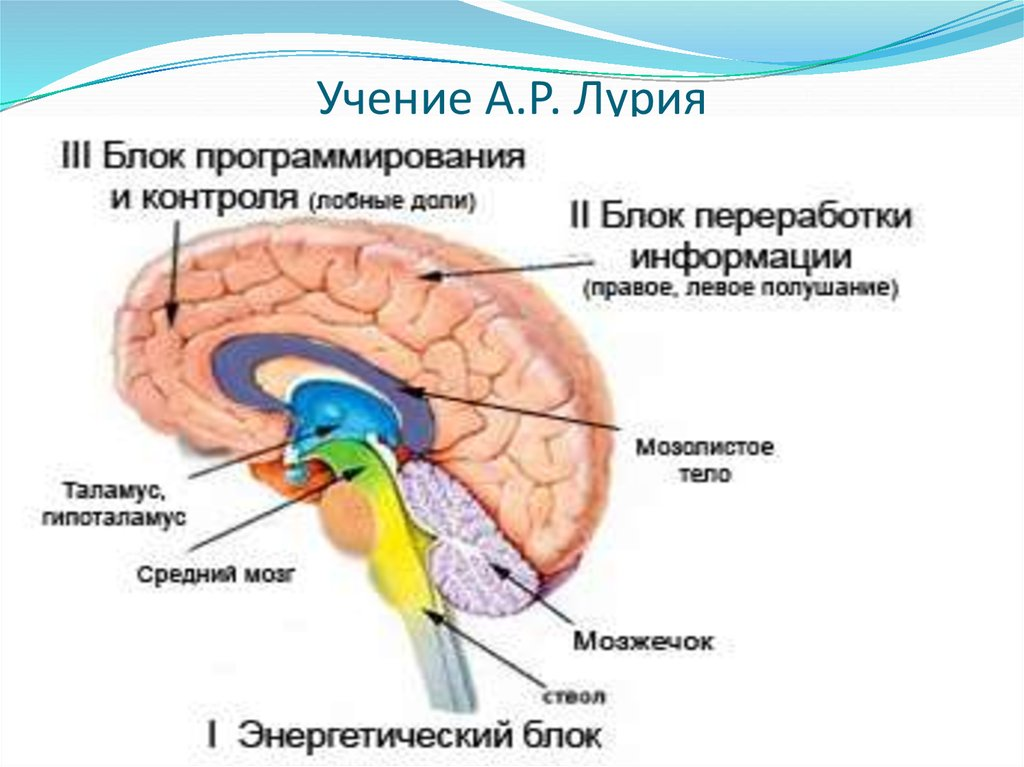 Учение А.Р. Лурия
III Блок программирования
и контроля (лобные доли)
II Блок переработки
информации
(правое, левое полушание)
Мозолистое
тело
Таламус,
гипоталамус
Средний мозг
Мозжечок
ствол
I Энергетический блок